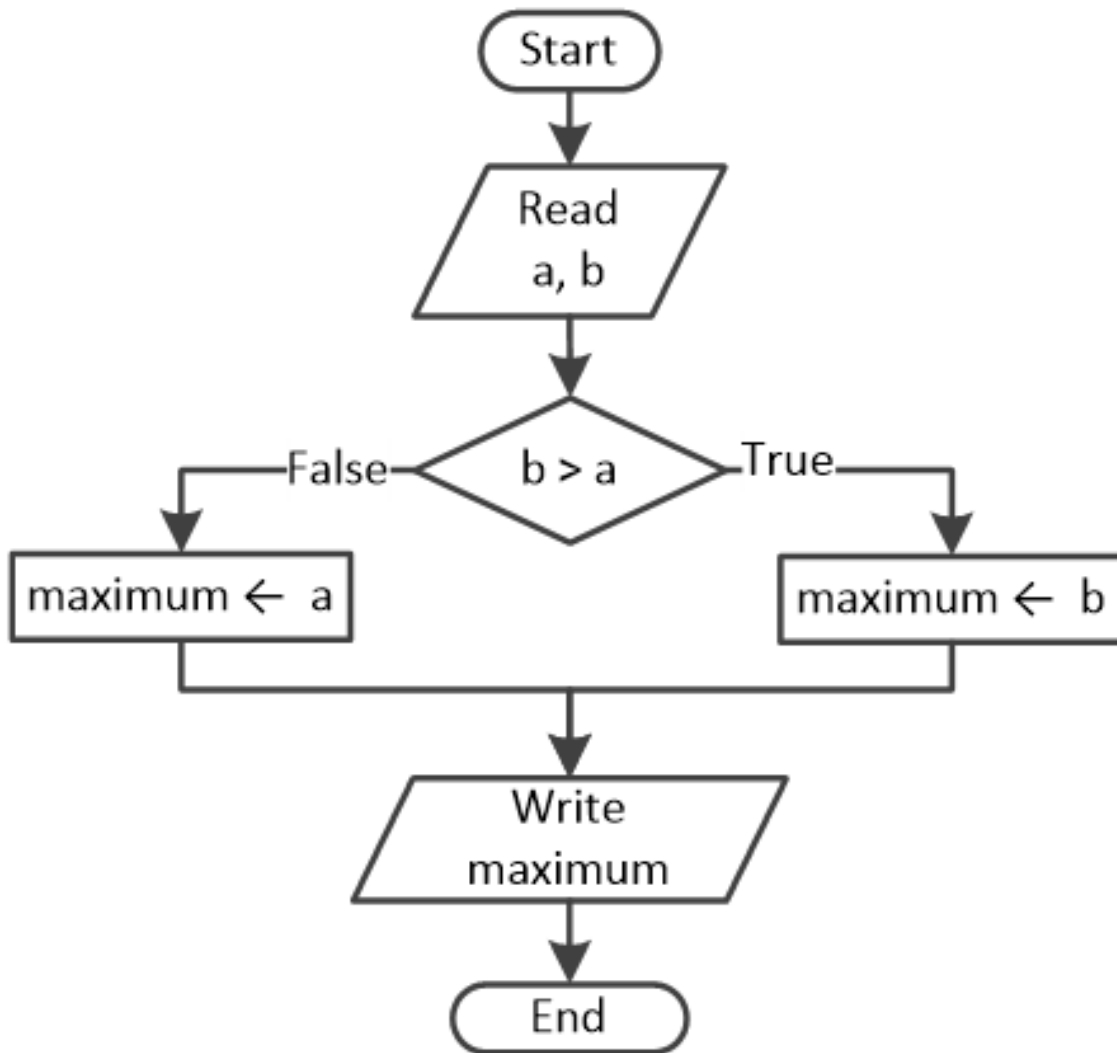 Start
Read
a, b
False
b > a
True
maximum ← a
maximum ← b
Write
maximum
End